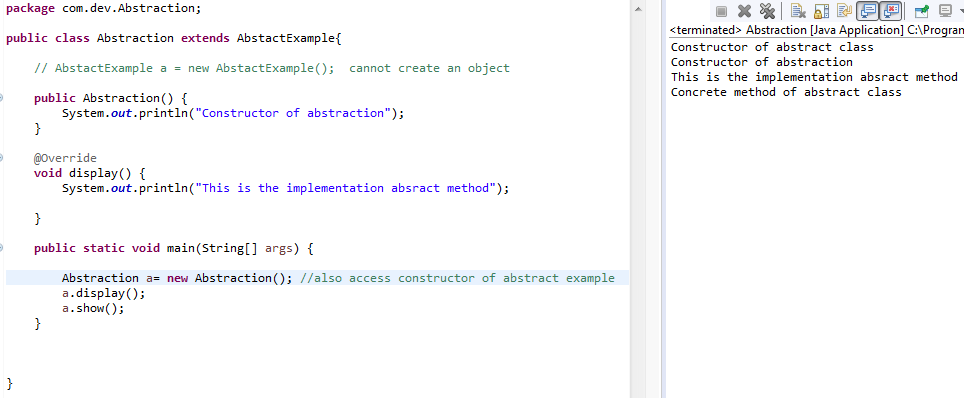 package com.dev.Abstraction;
public class Abstraction extends AbstactExample{
// AbstactExample a = new AbstactExample();  cannot create an object
public Abstraction() {
System.out.println("Constructor of abstraction");
}
@Override
void display() {
System.out.println("This is the implementation absract method");
}
public static void main(String[] args) {
Abstraction a= new Abstraction(); //also access constructor of abstract example
a.display();
a.show();
}
}
<terminated> Abstraction [Java Application] C:\Program
Constructor of abstract class
Constructor of abstraction
This is the implementation absract method
Concrete method of abstract class